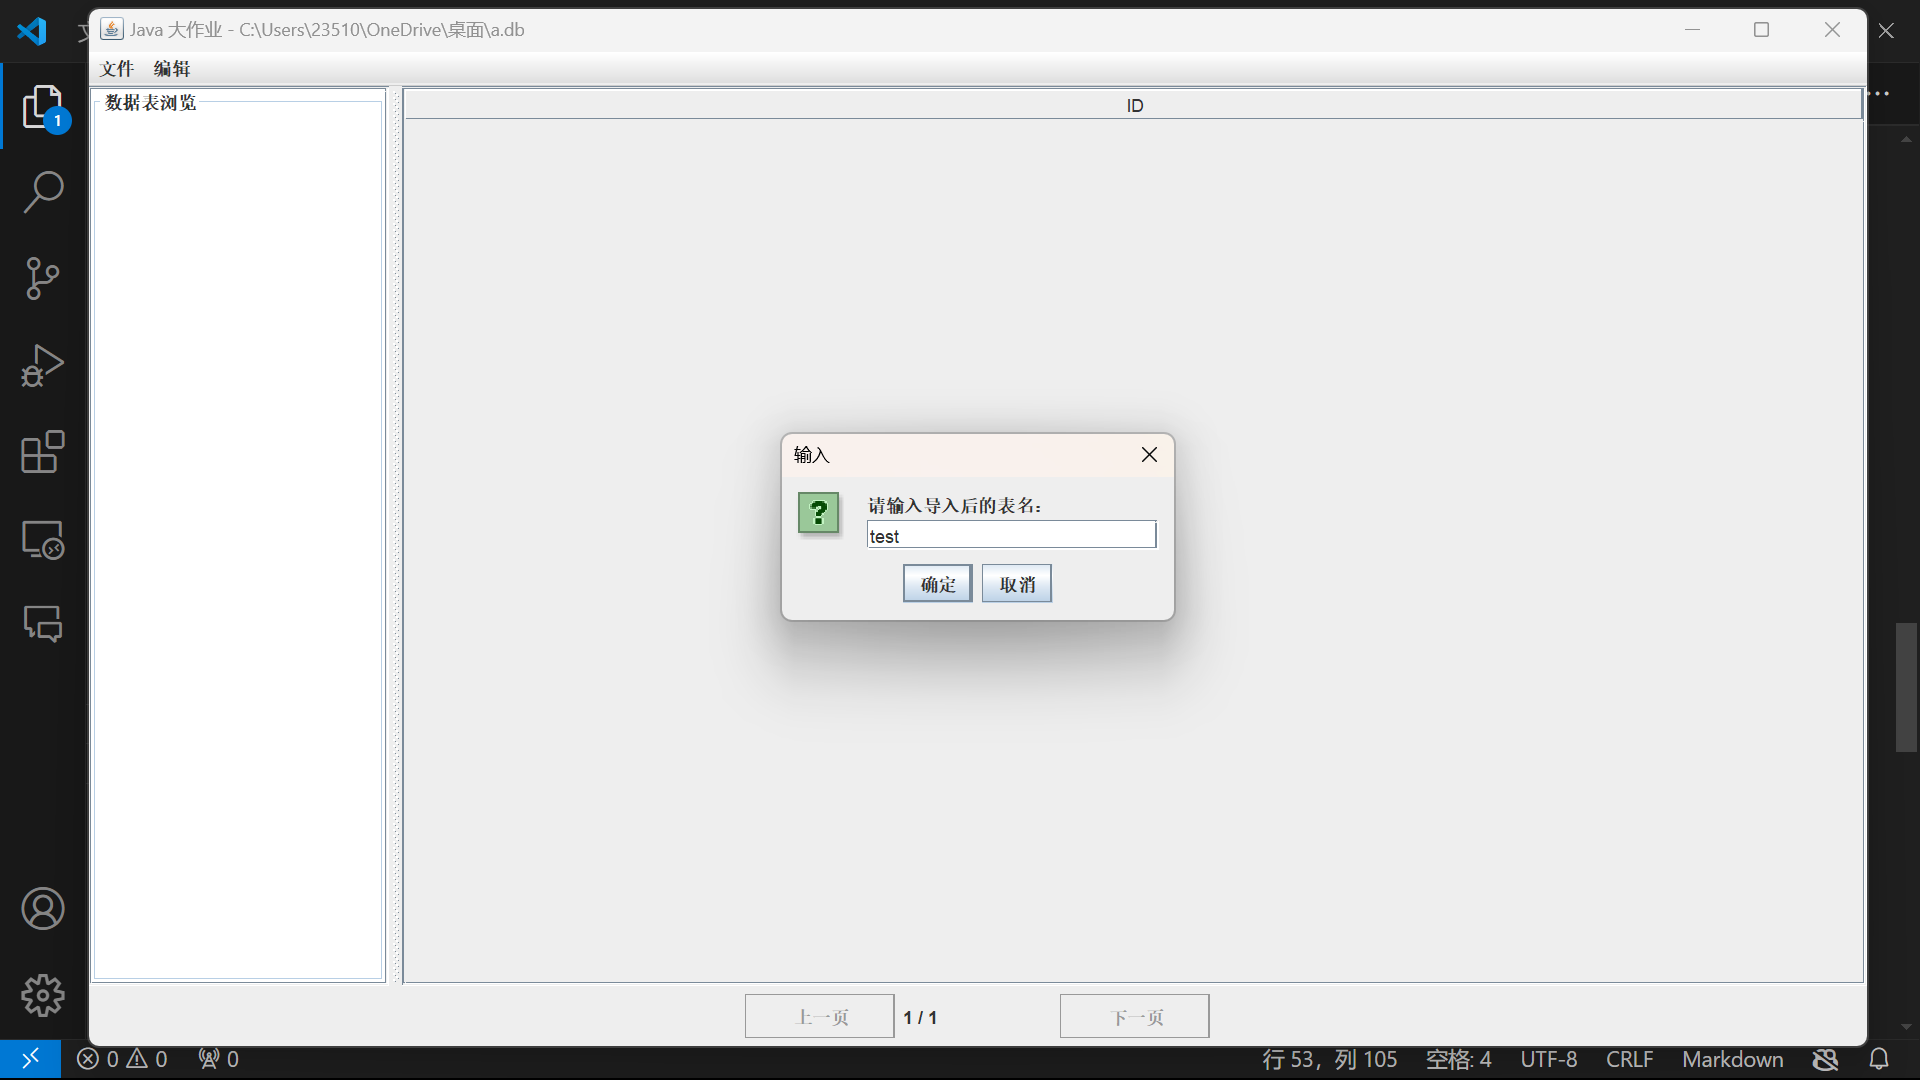 Java 大作业 - C:\Users\23510\OneDrive\桌面\a.db
文件 编辑
数据表浏览
ID
1
输入
?
请输入导入后的表名：
test
确定 取消
上一页 1 / 1 下一页
0 0 0 行 53，列 105 空格: 4 UTF-8 CRLF Markdown